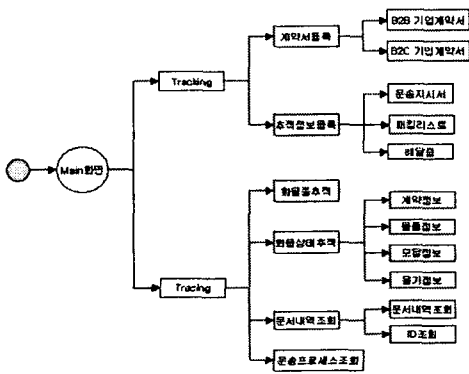 B2B 기업계약서
계약서등록
B2C 기업계약서
Tracking
운송지시서
추적정보등록
패킹리스트
배달증
Main화면
화물품추적
계약정보
화물상태추적
물품정보
모달정보
용기정보
Tracing
문서내역조회
문서내역조회
ID조회
운송프로세스조회